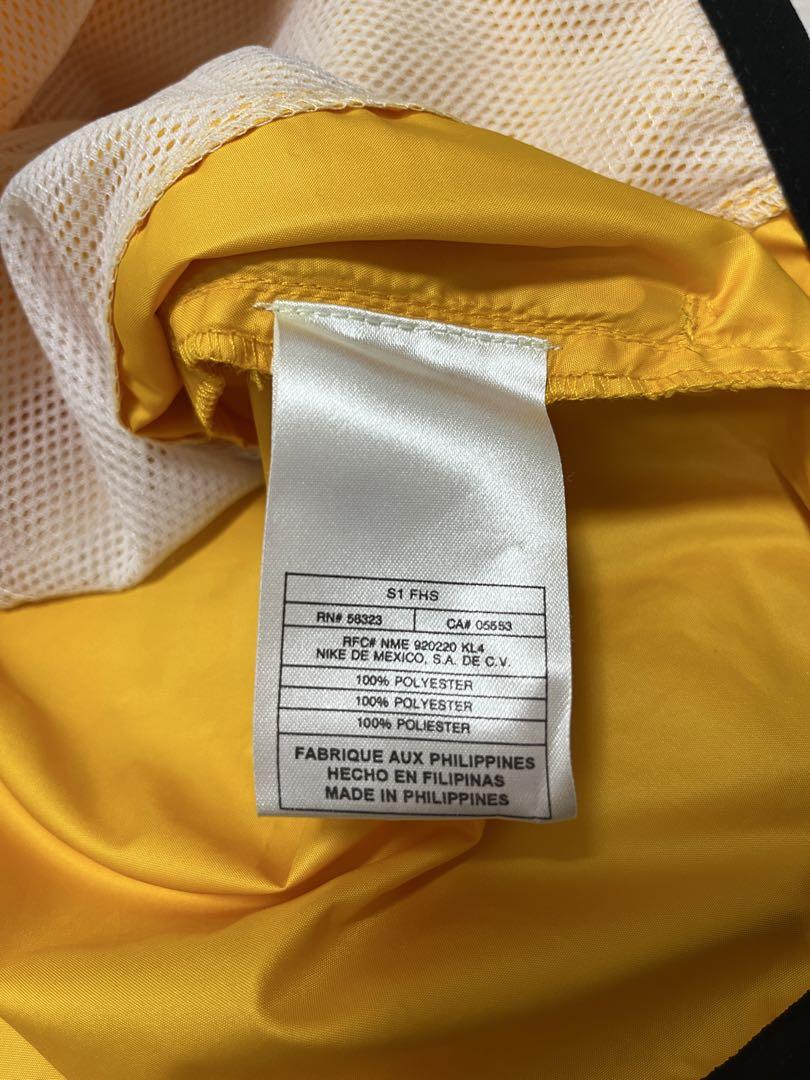 S1 FHS
RN# 56323 CA# 05553
RFC# NME 920220 KL4
NIKE DE MEXICO, S.A. DE C.V.
100% POLYESTER
100% POLYESTER
100% POLIESTER
FABRIQUE AUX PHILIPPINES
HECHO EN FILIPINAS
MADE IN PHILIPPINES